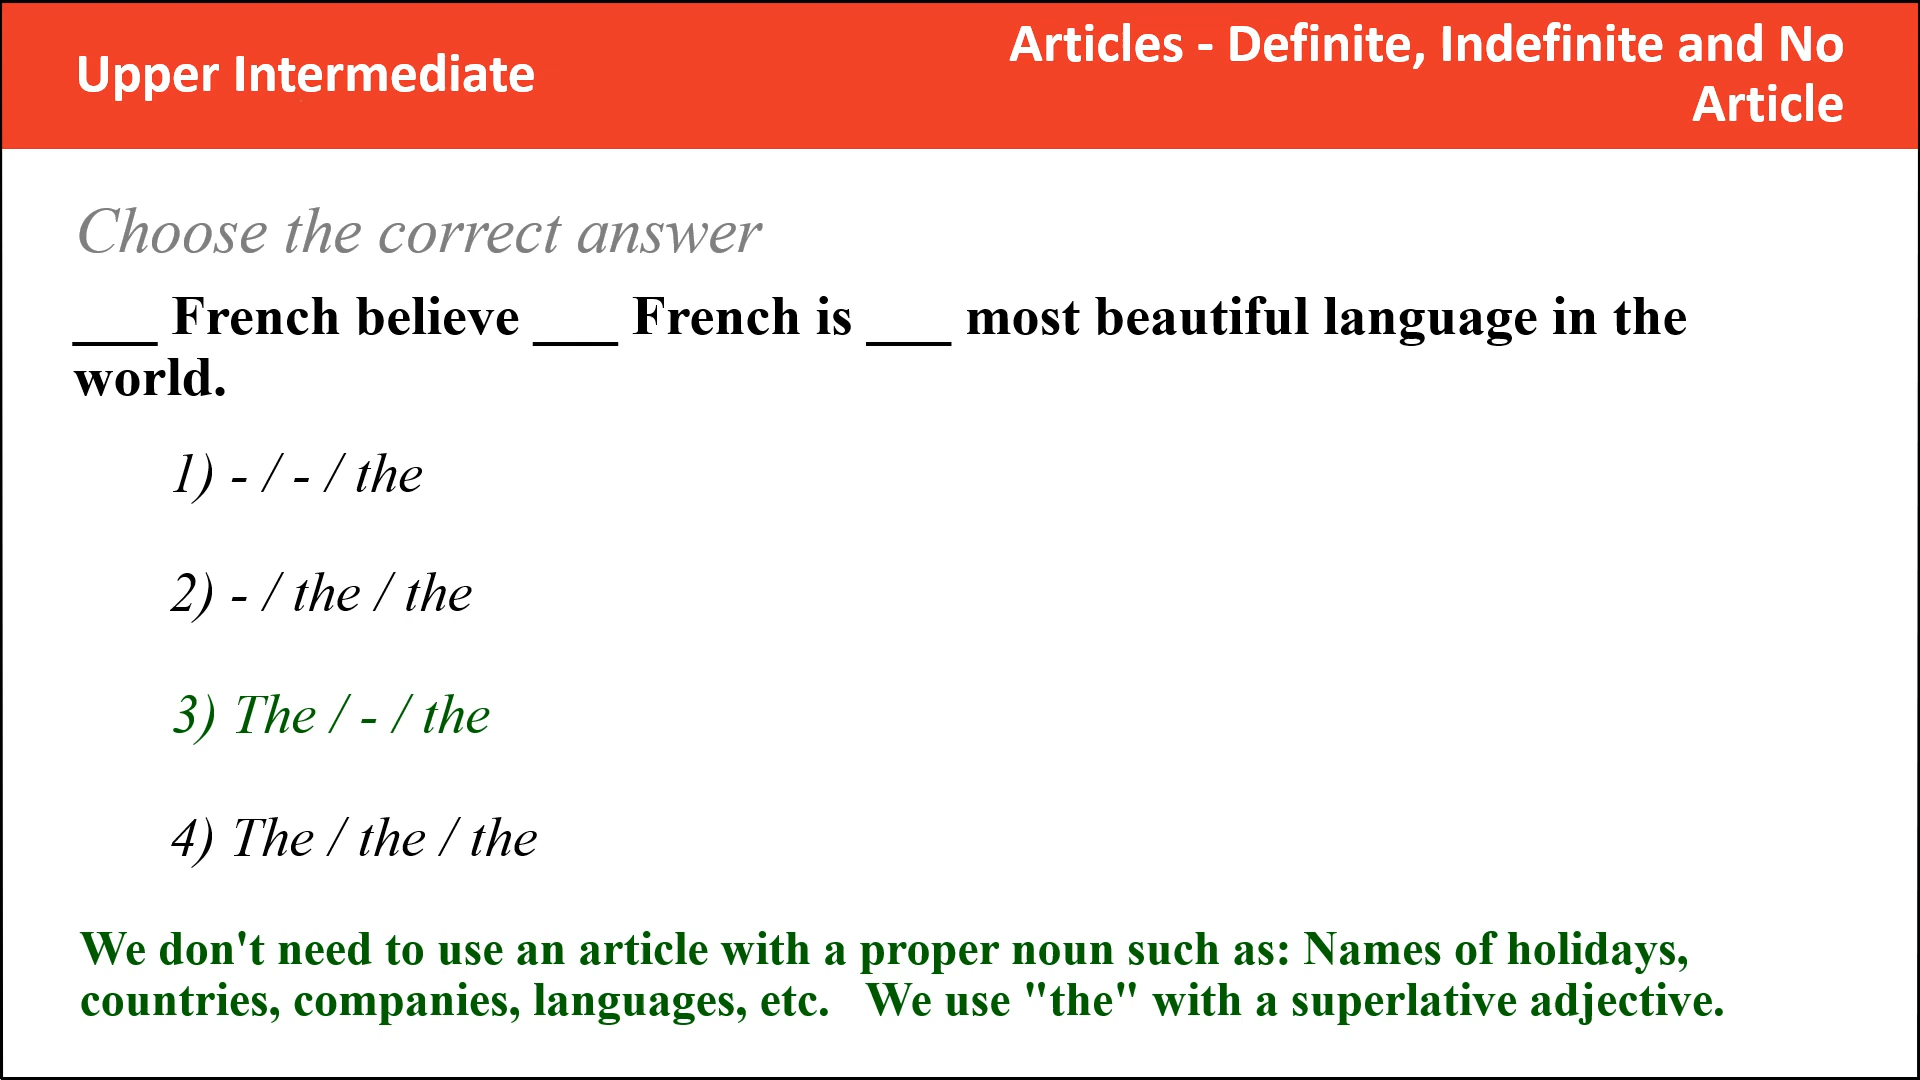 Upper Intermediate
Articles - Definite, Indefinite and No
Article
Choose the correct answer
___ French believe ___ French is ___ most beautiful language in the
world.
1) - / - / the
2) - / the / the
3) The / - / the
4) The / the / the
We don't need to use an article with a proper noun such as: Names of holidays,
countries, companies, languages, etc.   We use "the" with a superlative adjective.